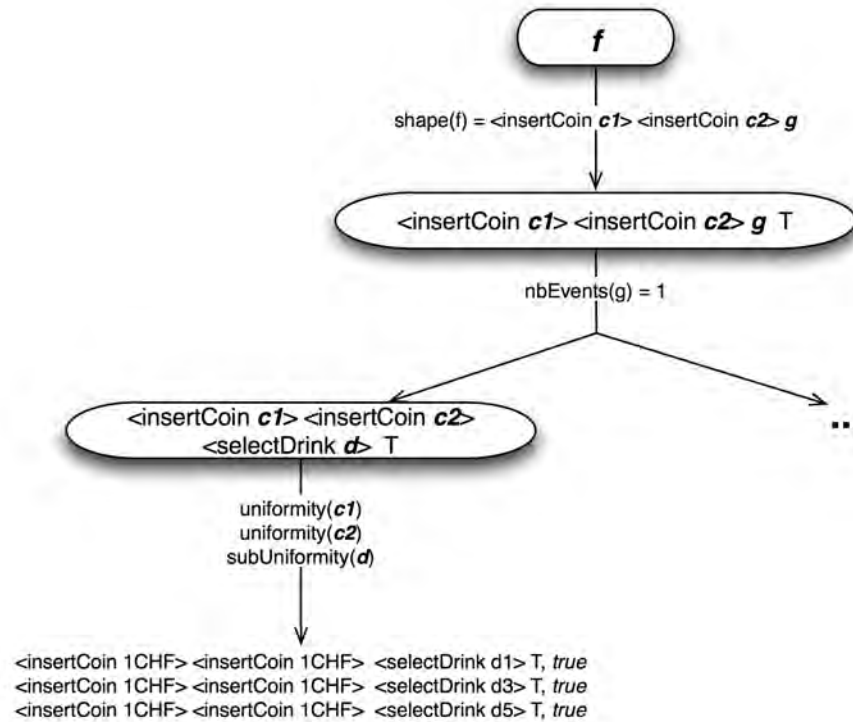 f
shape(f) = <insertCoin c1> <insertCoin c2> g
<insertCoin c1> <insertCoin c2> g T
nbEvents(g) = 1
<insertCoin c1> <insertCoin c2>
<selectDrink d> T
..
uniformity(c1)
uniformity(c2)
subUniformity(d)
<insertCoin 1CHF> <insertCoin 1CHF> <selectDrink d1> T, true
<insertCoin 1CHF> <insertCoin 1CHF> <selectDrink d3> T, true
<insertCoin 1CHF> <insertCoin 1CHF> <selectDrink d5> T, true